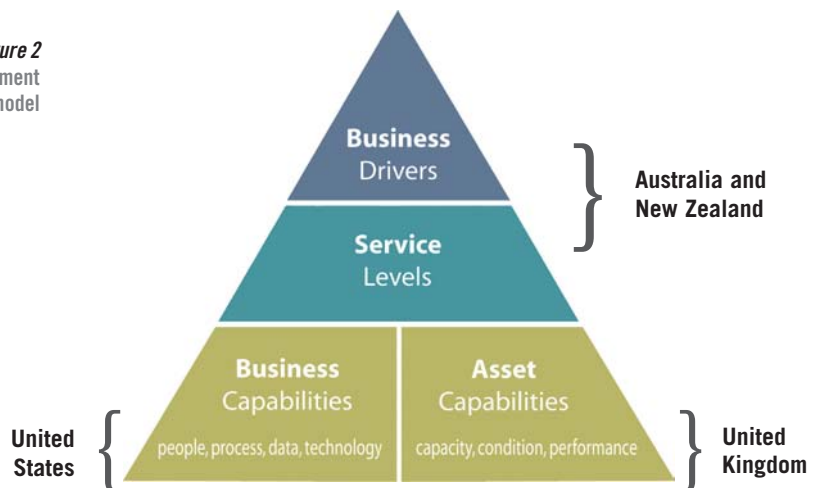 ure 2
ment
nodel
Business
Drivers
Australia and
New Zealand
Service
Levels
Business
Capabilities
people, process, data, technology
Asset
Capabilities
capacity, condition, performance
United
States
United
Kingdom